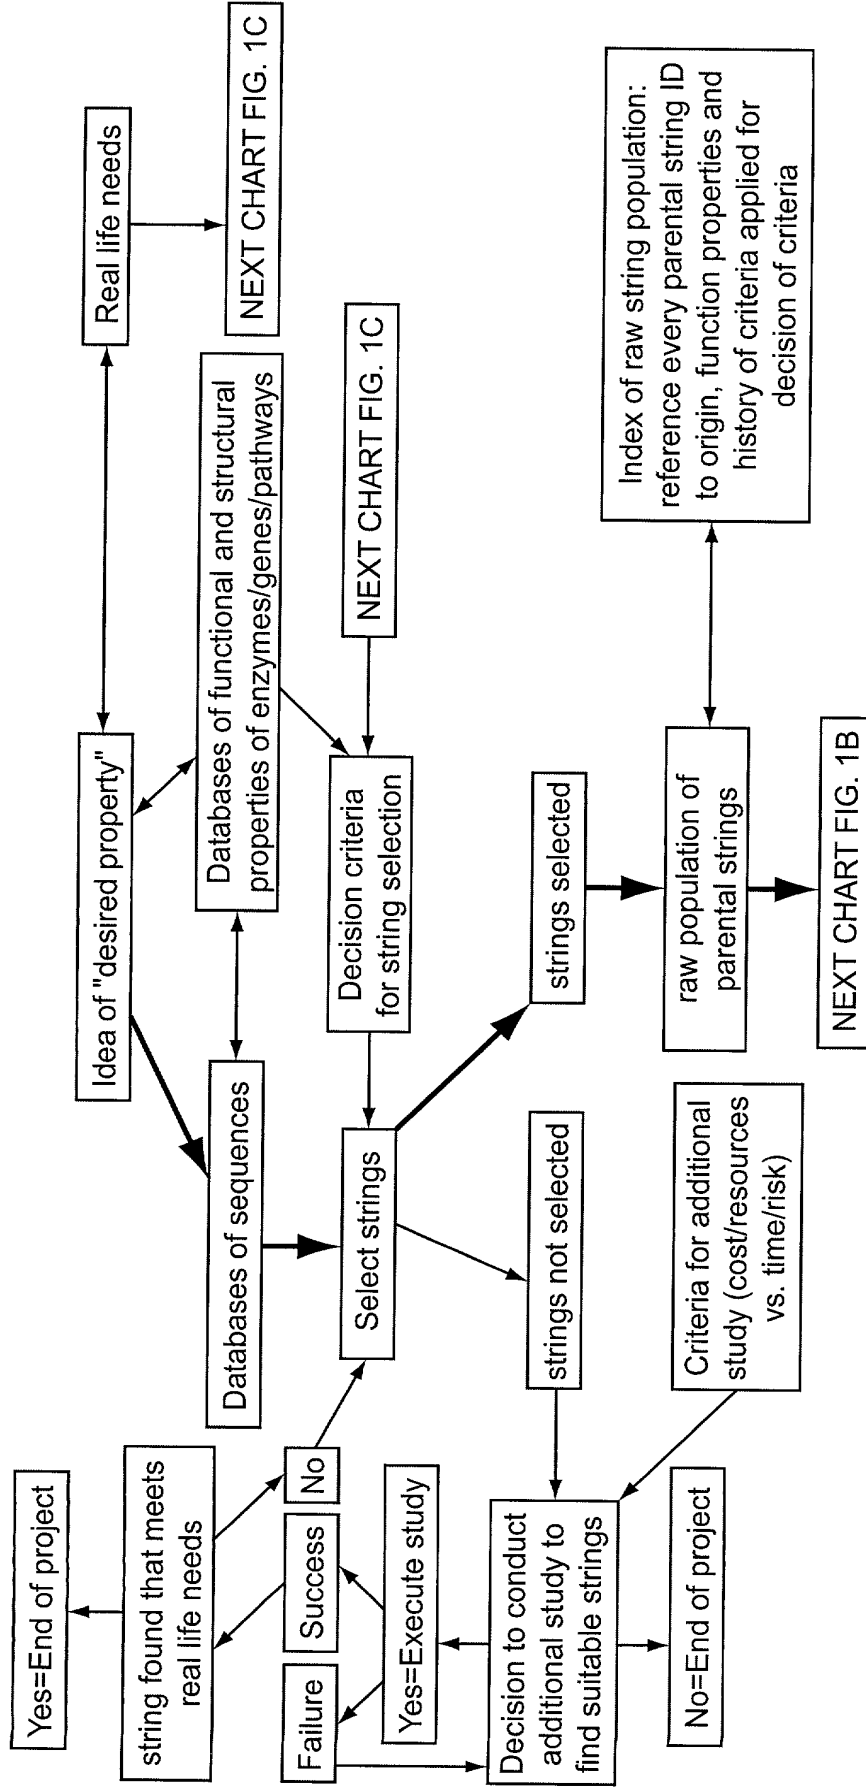 Yes=End of project
string found that meets
real life needs
Failure
Success
No
Yes=Execute study
Decision to conduct
additional study to
find suitable strings
No=End of project
Idea of "desired property"
Real life needs
NEXT CHART FIG. 1C
Databases of sequences
Databases of functional and structural
properties of enzymes/genes/pathways
Select strings
Decision criteria
for string selection
NEXT CHART FIG. 1C
strings not selected
strings selected
Criteria for additional
study (cost/resources
vs. time/risk)
raw population of
parental strings
Index of raw string population:
reference every parental string ID
to origin, function properties and
history of criteria applied for
decision of criteria
NEXT CHART FIG. 1B